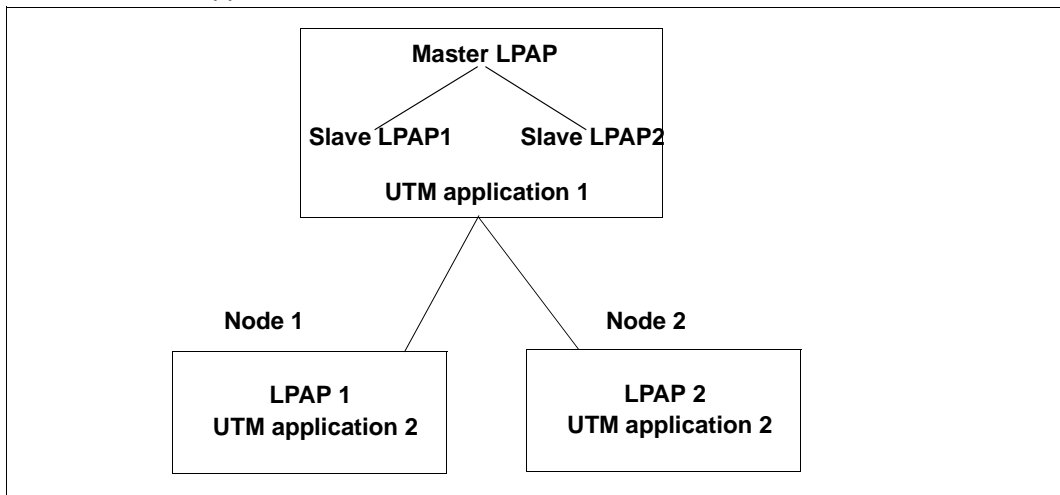 Master LPAP
Slave LPAP1 Slave LPAP2
UTM application 1
Node 1 Node 2
LPAP 1
UTM application 2
LPAP 2
UTM application 2